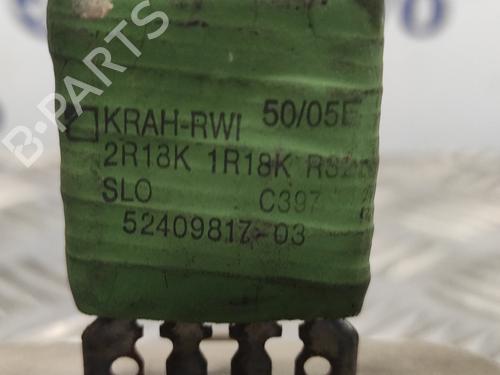 B-PARTS
KRAH-RWI 50/05E
2R18K 1R18K
SLO C397
52409817-03